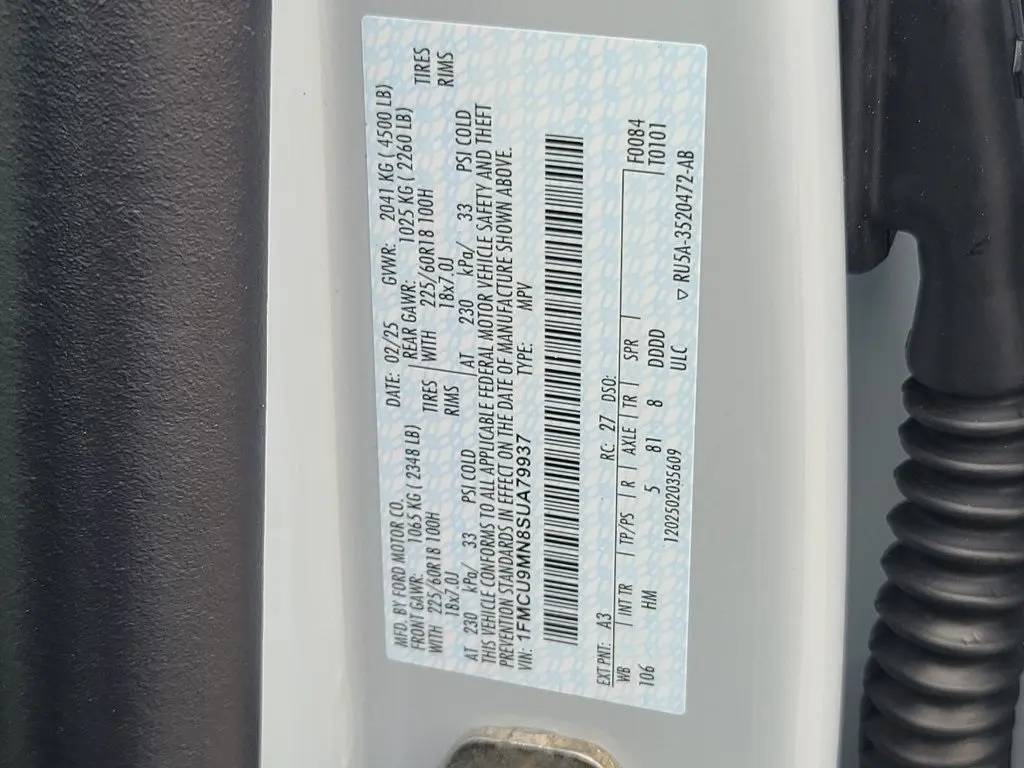 MFD. BY FORD MOTOR CO.
DATE: 02/25 GVWR: 2041 KG ( 4500 LB)
FRONT GAWR: 1065 KG ( 2348 LB)
REAR GAWR: 1025 KG ( 2260 LB)
WITH 225/60R18 100H TIRES
WITH 225/60R18 100H TIRES
18x7.0J RIMS
18x7.0J RIMS
AT 230 kPa/ 33 PSI COLD
AT 230 kPa/ 33 PSI COLD
THIS VEHICLE CONFORMS TO ALL APPLICABLE FEDERAL MOTOR VEHICLE SAFETY AND THEFT
PREVENTION STANDARDS IN EFFECT ON THE DATE OF MANUFACTURE SHOWN ABOVE.
VIN: 1FMCU9MN8SUA79937 TYPE: MPV
EXT PNT: A3 RC: 27 DSO:
WB INT TR TP/PS R AXLE TR SPR F0084
106 HM 5 81 8 DDDD T0101
1202502035609 ULC ▽ RU5A-3520472-AB